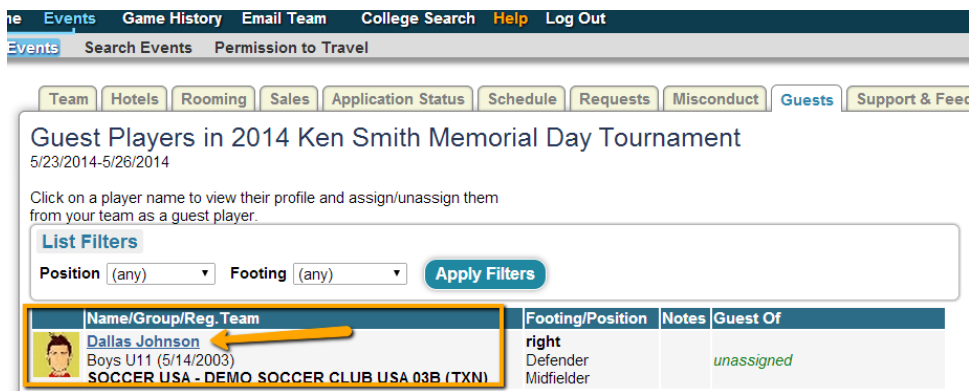 Events Game History Email Team College Search Help Log Out
Events Search Events Permission to Travel
Team Hotels Rooming Sales Application Status Schedule Requests Misconduct Guests Support &
Guest Players in 2014 Ken Smith Memorial Day Tournament
5/23/2014-5/26/2014
Click on a player name to view their profile and assign/unassign them
from your team as a guest player.
List Filters
Position (any) Footing (any) Apply Filters
Name/Group/Reg.Team Footing/Position Notes Guest Of
Dallas Johnson right
Boys U11 (5/14/2003) Defender unassigned
SOCCER USA - DEMO SOCCER CLUB USA 03B (TXN) Midfielder